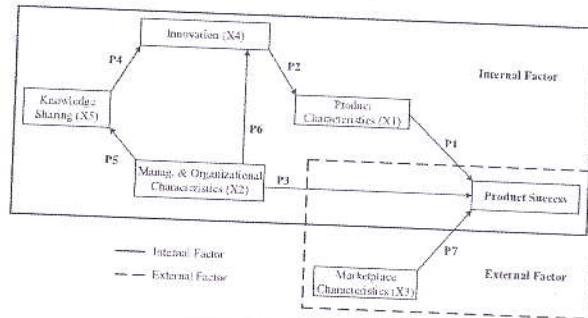 Innovation (X4)
P4
P2
Internal Factor
Knowledge
Sharing (X5)
Product
Characteristics (X1)
P6
P1
P5
Manag. & Organizational
Characteristics (X2)
P3
Product Success
Internal Factor
P7
External Factor
Marketplace
Characteristics (X3)
External Factor